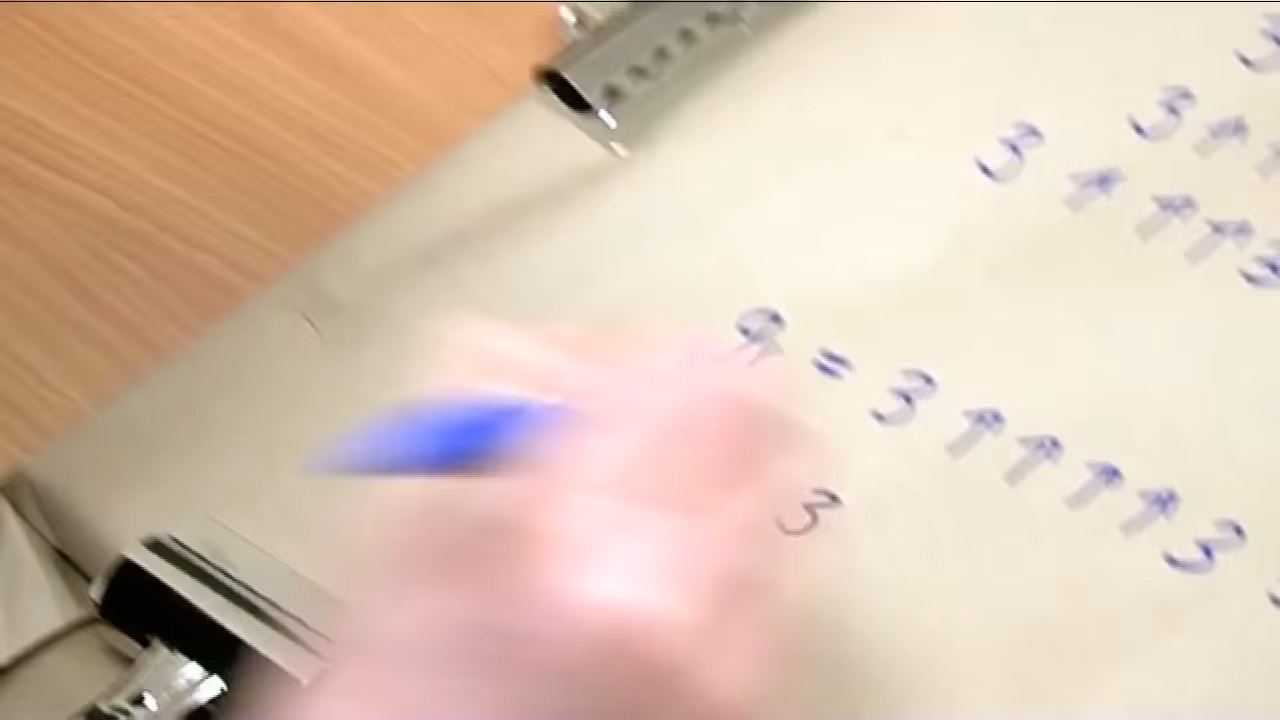 3
3 ↑
3 ↑ ↑↑3
g = 3↑↑↑↑3
3